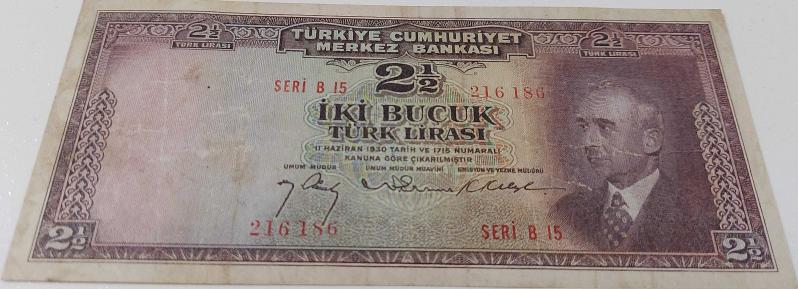 2½ TÜRKİYE CUMHURİYET 2½
TÜRK LİRASI MERKEZ BANKASI TÜRK LİRASI
SERİ B 15 2½ 216 186
İKİ BUÇUK
TÜRK LİRASI
11 HAZİRAN 1930 TARİH VE 1715 NUMARALI
KANUNA GÖRE ÇIKARILMIŞTIR
UMUM MÜDÜR UMUM MÜDÜR MUAVİNİ EMİSYON VE VEZNE MÜDÜRÜ
216 186 SERİ B 15
2½ 2½